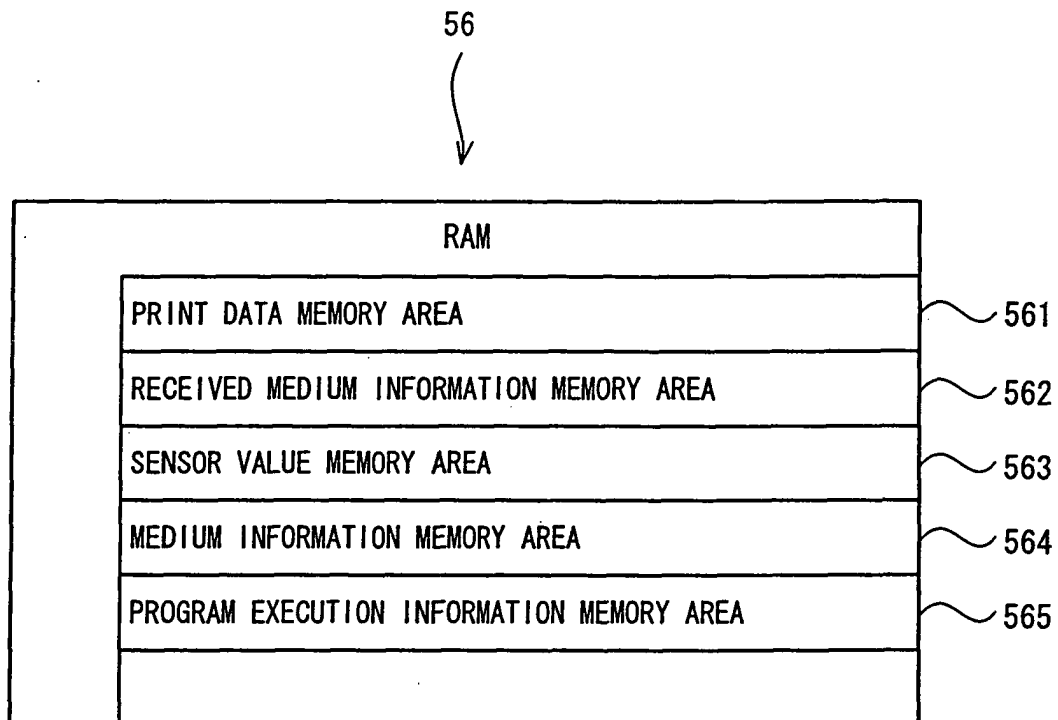 56
RAM
PRINT DATA MEMORY AREA 561
RECEIVED MEDIUM INFORMATION MEMORY AREA 562
SENSOR VALUE MEMORY AREA 563
MEDIUM INFORMATION MEMORY AREA 564
PROGRAM EXECUTION INFORMATION MEMORY AREA 565